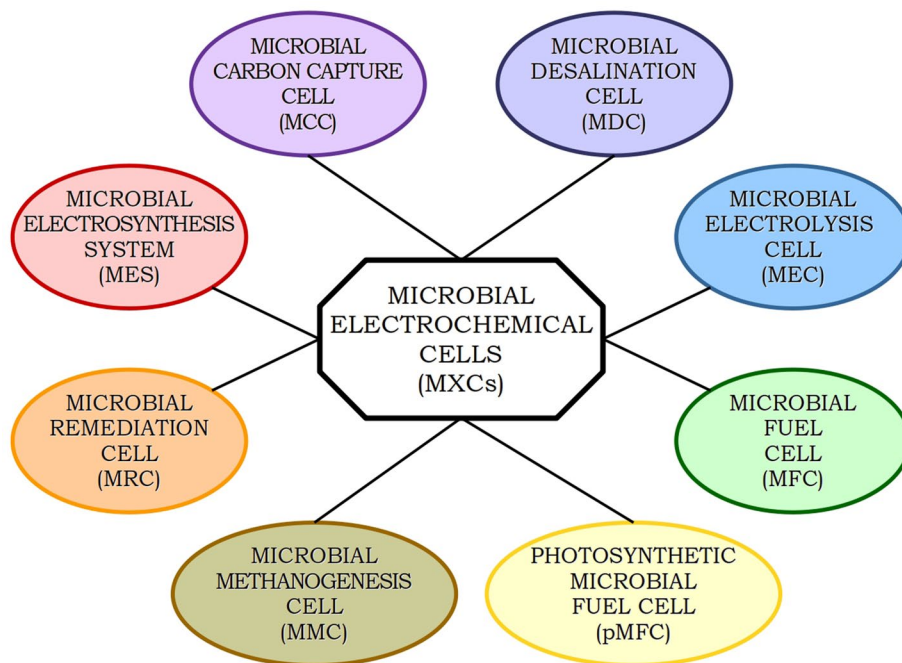 MICROBIAL
CARBON CAPTURE
CELL
(MCC)
MICROBIAL
DESALINATION
CELL
(MDC)
MICROBIAL
ELECTROSYNTHESIS
SYSTEM
(MES)
MICROBIAL
ELECTROLYSIS
CELL
(MEC)
MICROBIAL
ELECTROCHEMICAL
CELLS
(MXCs)
MICROBIAL
REMEDIATION
CELL
(MRC)
MICROBIAL
FUEL
CELL
(MFC)
MICROBIAL
METHANOGENESIS
CELL
(MMC)
PHOTOSYNTHETIC
MICROBIAL
FUEL CELL
(pMFC)